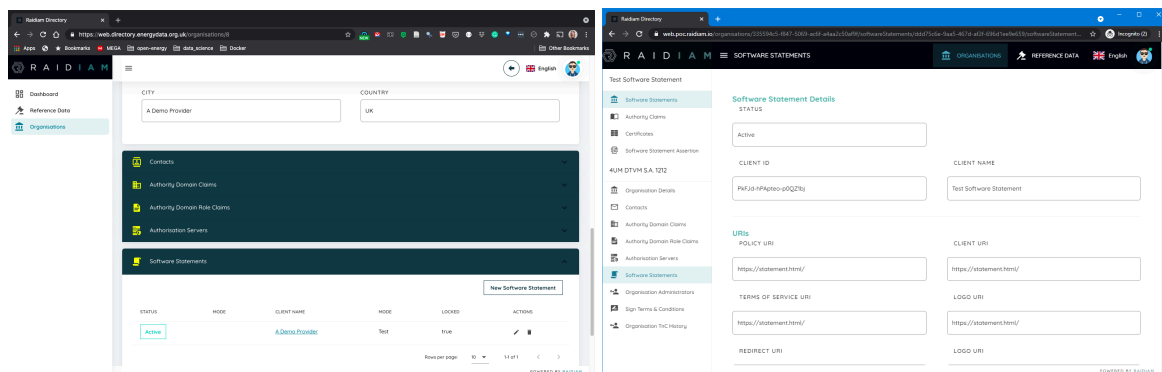 Raidiam Directory
https://web.directory.energydata.org.uk/organisations/8
Apps Bookmarks MEGA open-energy data_science Docker Other Bookmarks
RAIDIAM
English
Dashboard
Reference Data
Organisations
CITY COUNTRY
A Demo Provider UK
Contacts
Authority Domain Claims
Authority Domain Role Claims
Authorisation Servers
Software Statements
New Software Statement
STATUS MODE CLIENT NAME MODE LOCKED ACTIONS
Active A Demo Provider Test true
Rows per page: 10 1-1 of 1
POWERED BY RAIDIAM
Raidiam Directory
Incognito (2)
RAIDIAM SOFTWARE STATEMENTS ORGANISATIONS REFERENCE DATA English
Test Software Statement
Software Statements
Authority Claims
Certificates
Software Statement Assertion
4UM DTVM S.A. 1212
Organisation Details
Contacts
Authority Domain Claims
Authority Domain Role Claims
Authorisation Servers
Software Statements
Organisation Administrators
Sign Terms & Conditions
Organisation TnC History
Software Statement Details
STATUS
Active
CLIENT ID CLIENT NAME
PkFJd-hPApteo-p0QZ1bj Test Software Statement
URIs
POLICY URI CLIENT URI
https://statement.html/ https://statement.html/
TERMS OF SERVICE URI LOGO URI
https://statement.html/ https://statement.html/
REDIRECT URI LOGO URI
POWERED BY RAIDIAM